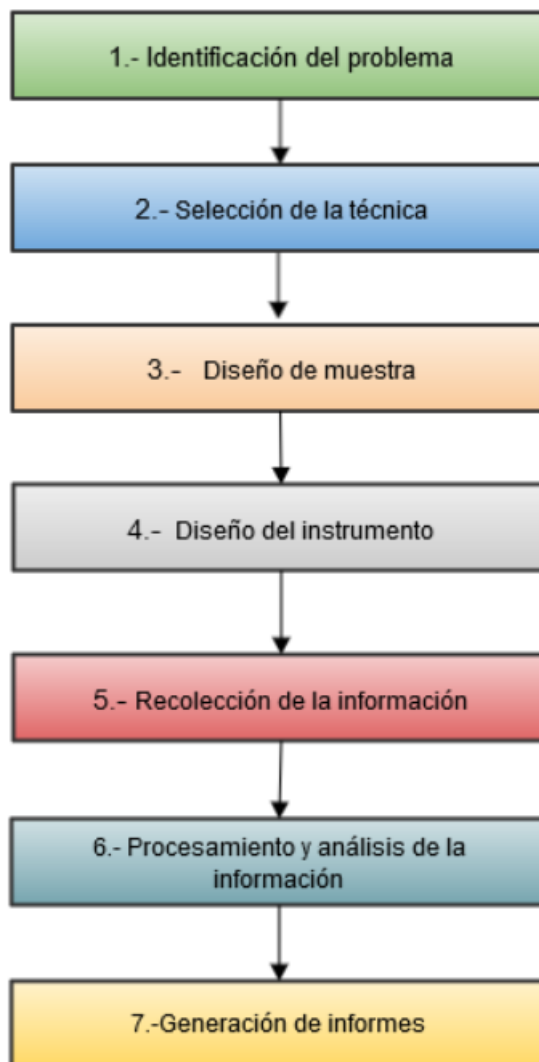 1.- Identificación del problema
2.- Selección de la técnica
3.- Diseño de muestra
4.- Diseño del instrumento
5.- Recolección de la información
6.- Procesamiento y análisis de la
información
7.-Generación de informes